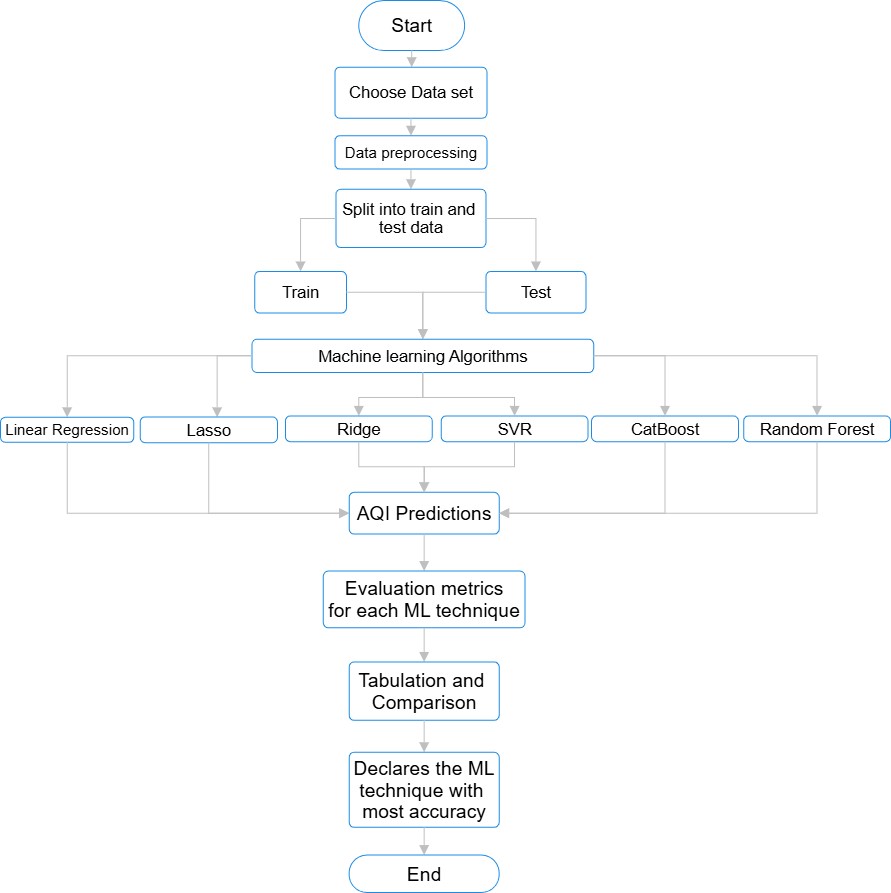 Start
Choose Data set
Data preprocessing
Split into train and
test data
Train
Test
Machine learning Algorithms
Linear Regression
Lasso
Ridge
SVR
CatBoost
Random Forest
AQI Predictions
Evaluation metrics
for each ML technique
Tabulation and
Comparison
Declares the ML
technique with
most accuracy
End